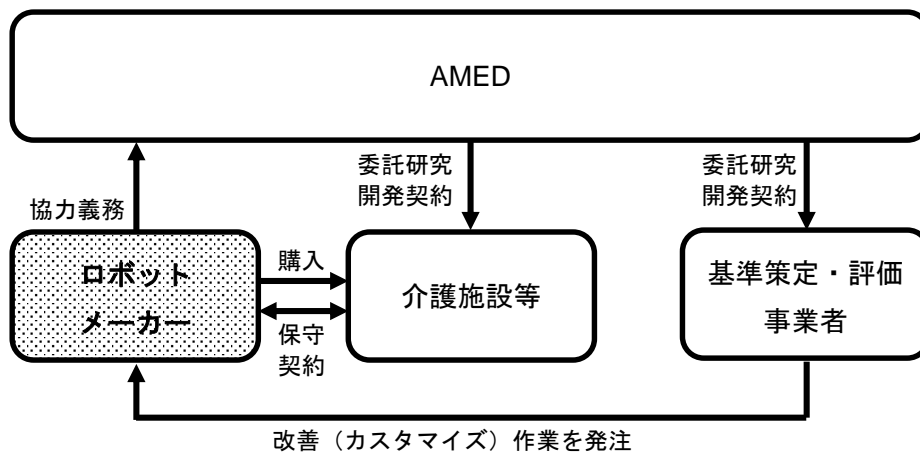 AMED
協力義務
委託研究
開発契約
委託研究
開発契約
ロボット
メーカー
購入
保守
契約
介護施設等
基準策定・評価
事業者
改善（カスタマイズ）作業を発注